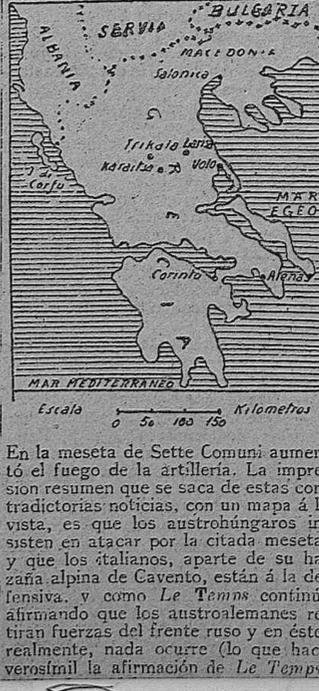 BULGARIA
SERVIA
ALBANIA
MACEDONIA
Salonica
G
Trikala Larisa
Karditsa
R
Volo
I. di Corfu
MAR EGEO
E
C
Corinto
Atenas
I
A
MAR MEDITERRANEO
Escala
Kilometros
0 50 100 150
En la meseta de Sette Comuni aumen
tó el fuego de la artillería. La impre
sion resumen que se saca de estas con
tradictorias noticias, con un mapa á l
vista, es que los austrohúngaros in
sisten en atacar por la citada meseta
y que los italianos, aparte de su ha
zaña alpina de Cavento, están á la de
fensiva. y como Le Temps continú
afirmando que los austroalemanes re
tiran fuerzas del frente ruso y en éste
realmente, nada ocurre (lo que hac
verosímil la afirmación de Le Temps